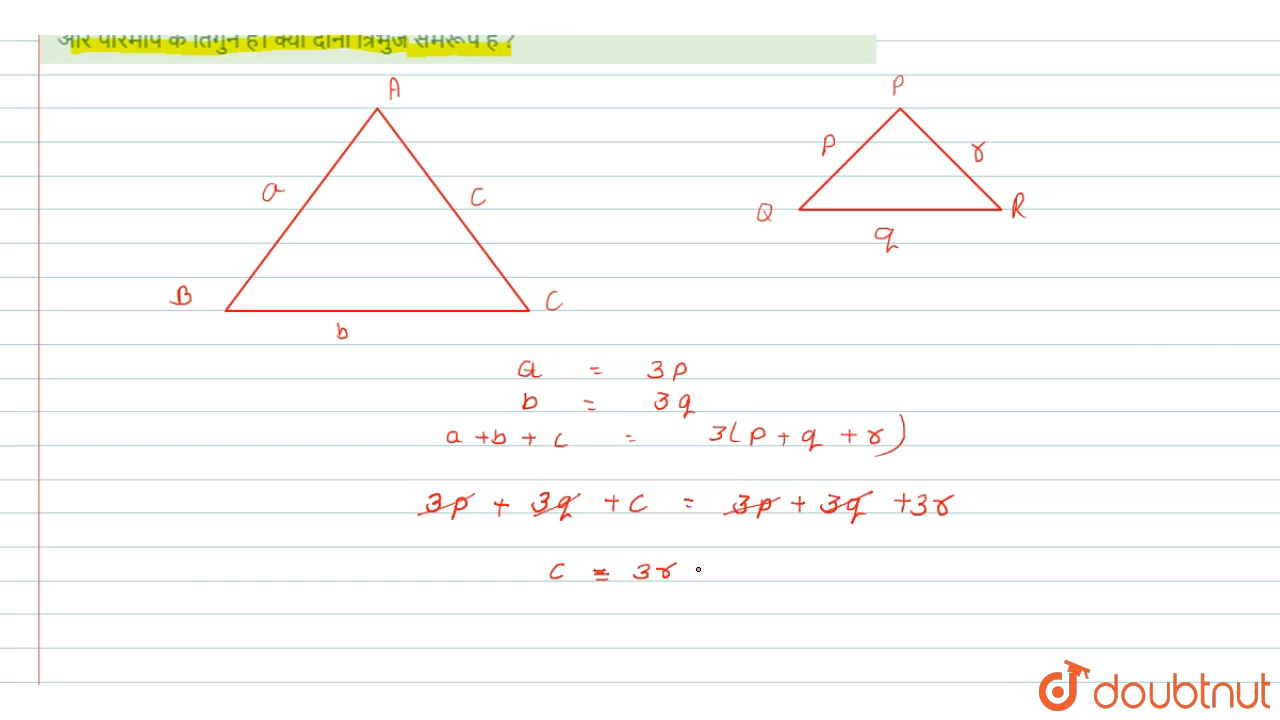 और परिमाप के तिगुने हैं। क्या दोनों त्रिभुज समरूप हैं ?
A
P
a
C
P
r
B
C
b
Q
R
q
a = 3p
b = 3q
a + b + c = 3(p + q + r)
3p + 3q + c = 3p + 3q + 3r
c = 3r
doubtnut